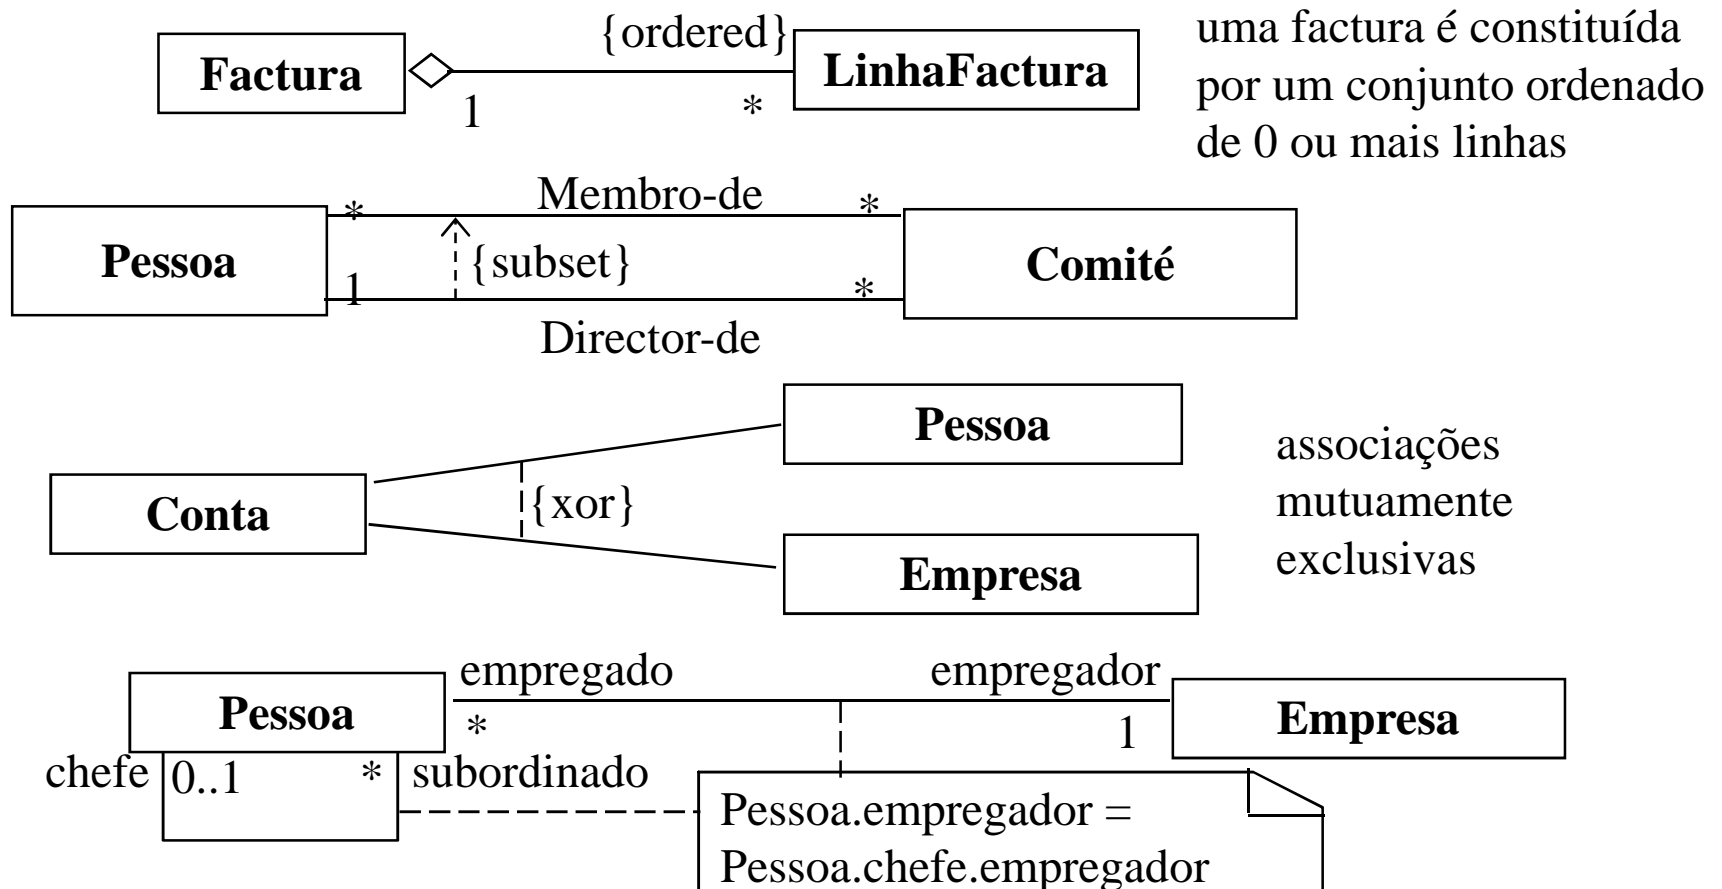 {ordered}
Factura
LinhaFactura
1
*
uma factura é constituída
por um conjunto ordenado
de 0 ou mais linhas
Membro-de
*
*
Pessoa
{subset}
Comité
1
*
Director-de
Pessoa
Conta
{xor}
Empresa
associações
mutuamente
exclusivas
empregado
empregador
Pessoa
*
1
Empresa
chefe
0..1
*
subordinado
Pessoa.empregador =
Pessoa.chefe.empregador